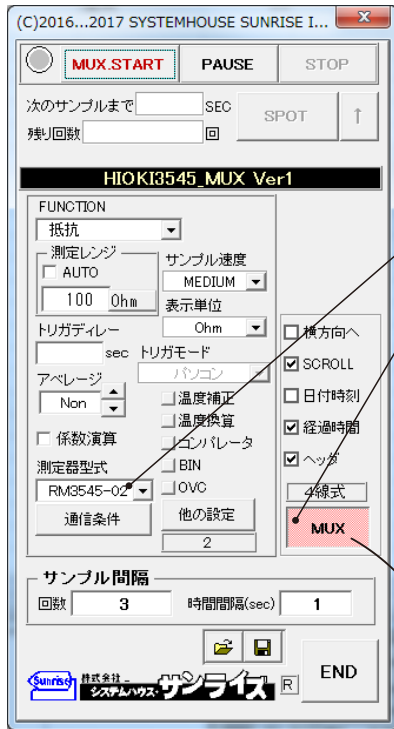 (C)2016...2017 SYSTEMHOUSE SUNRISE I...
MUX.START PAUSE STOP
次のサンプルまで SEC
残り回数 回
SPOT ↑
HIOKI3545_MUX Ver1
FUNCTION
抵抗
測定レンジ
AUTO
100 Ohm
サンプル速度
MEDIUM
表示単位
Ohm
トリガディレー
sec
トリガモード
パソコン
アベレージ
Non
係数演算
温度補正
温度換算
コンパレータ
BIN
OVC
測定器型式
RM3545-02
通信条件
他の設定
2
横方向へ
SCROLL
日付時刻
経過時間
ヘッダ
4線式
MUX
サンプル間隔
回数 3 時間間隔(sec) 1
Sunrise 株式会社
システムハウス・サンライズ R
END